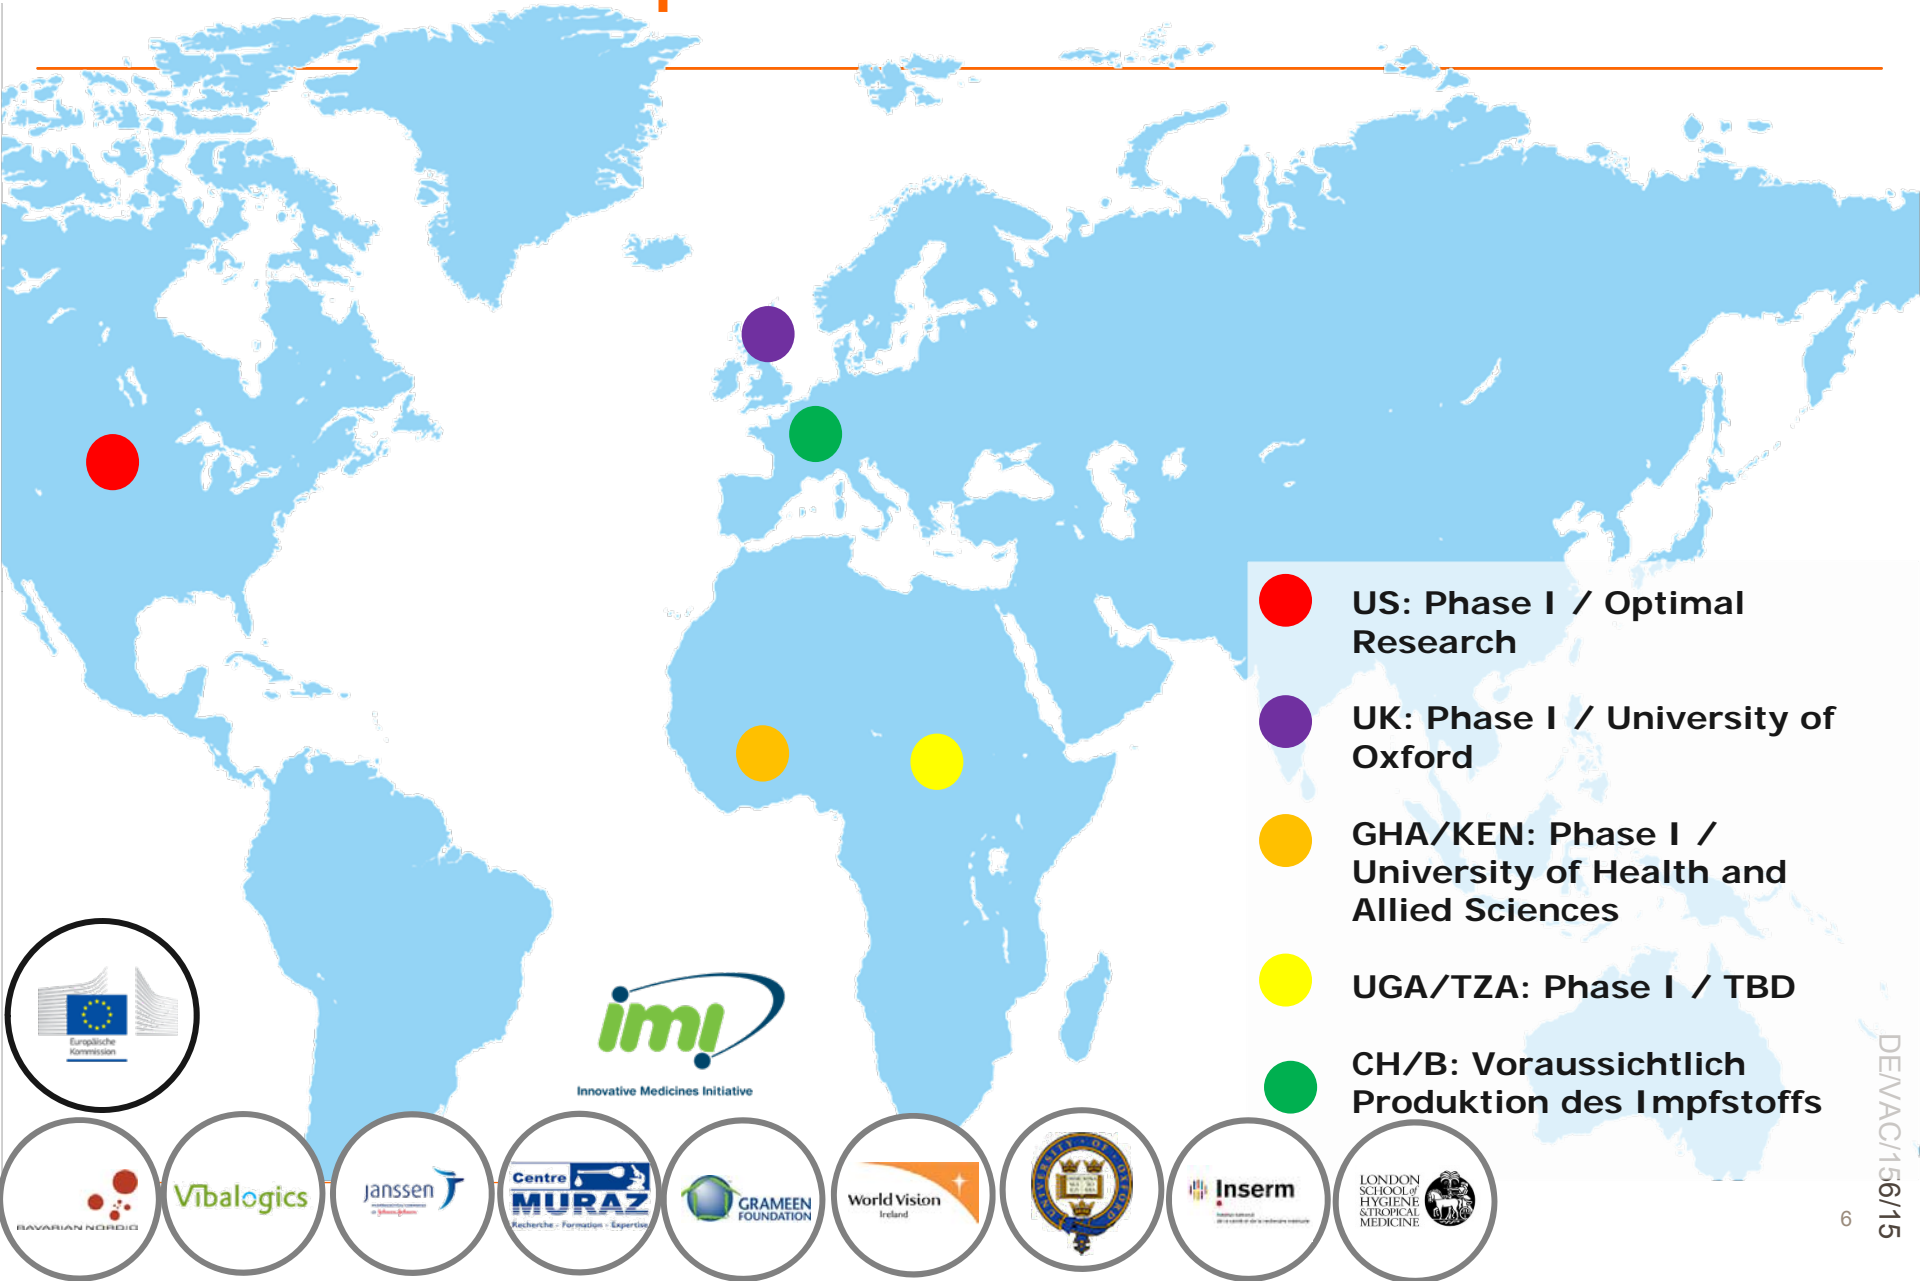 US: Phase I / Optimal
Research
UK: Phase I / University of
Oxford
GHA/KEN: Phase I /
University of Health and
Allied Sciences
UGA/TZA: Phase I / TBD
CH/B: Voraussichtlich
Produktion des Impfstoffs
Europäische
Kommission
imi
Innovative Medicines Initiative
BAVARIAN NORDIC
Vibalogics
janssen
Centre
MURAZ
Recherche - Formation - Expertise
GRAMEEN
FOUNDATION
World Vision
Ireland
UNIVERSITY OF OXFORD
Inserm
LONDON
SCHOOL of
HYGIENE
&TROPICAL
MEDICINE
6
DE/VAC/156/15